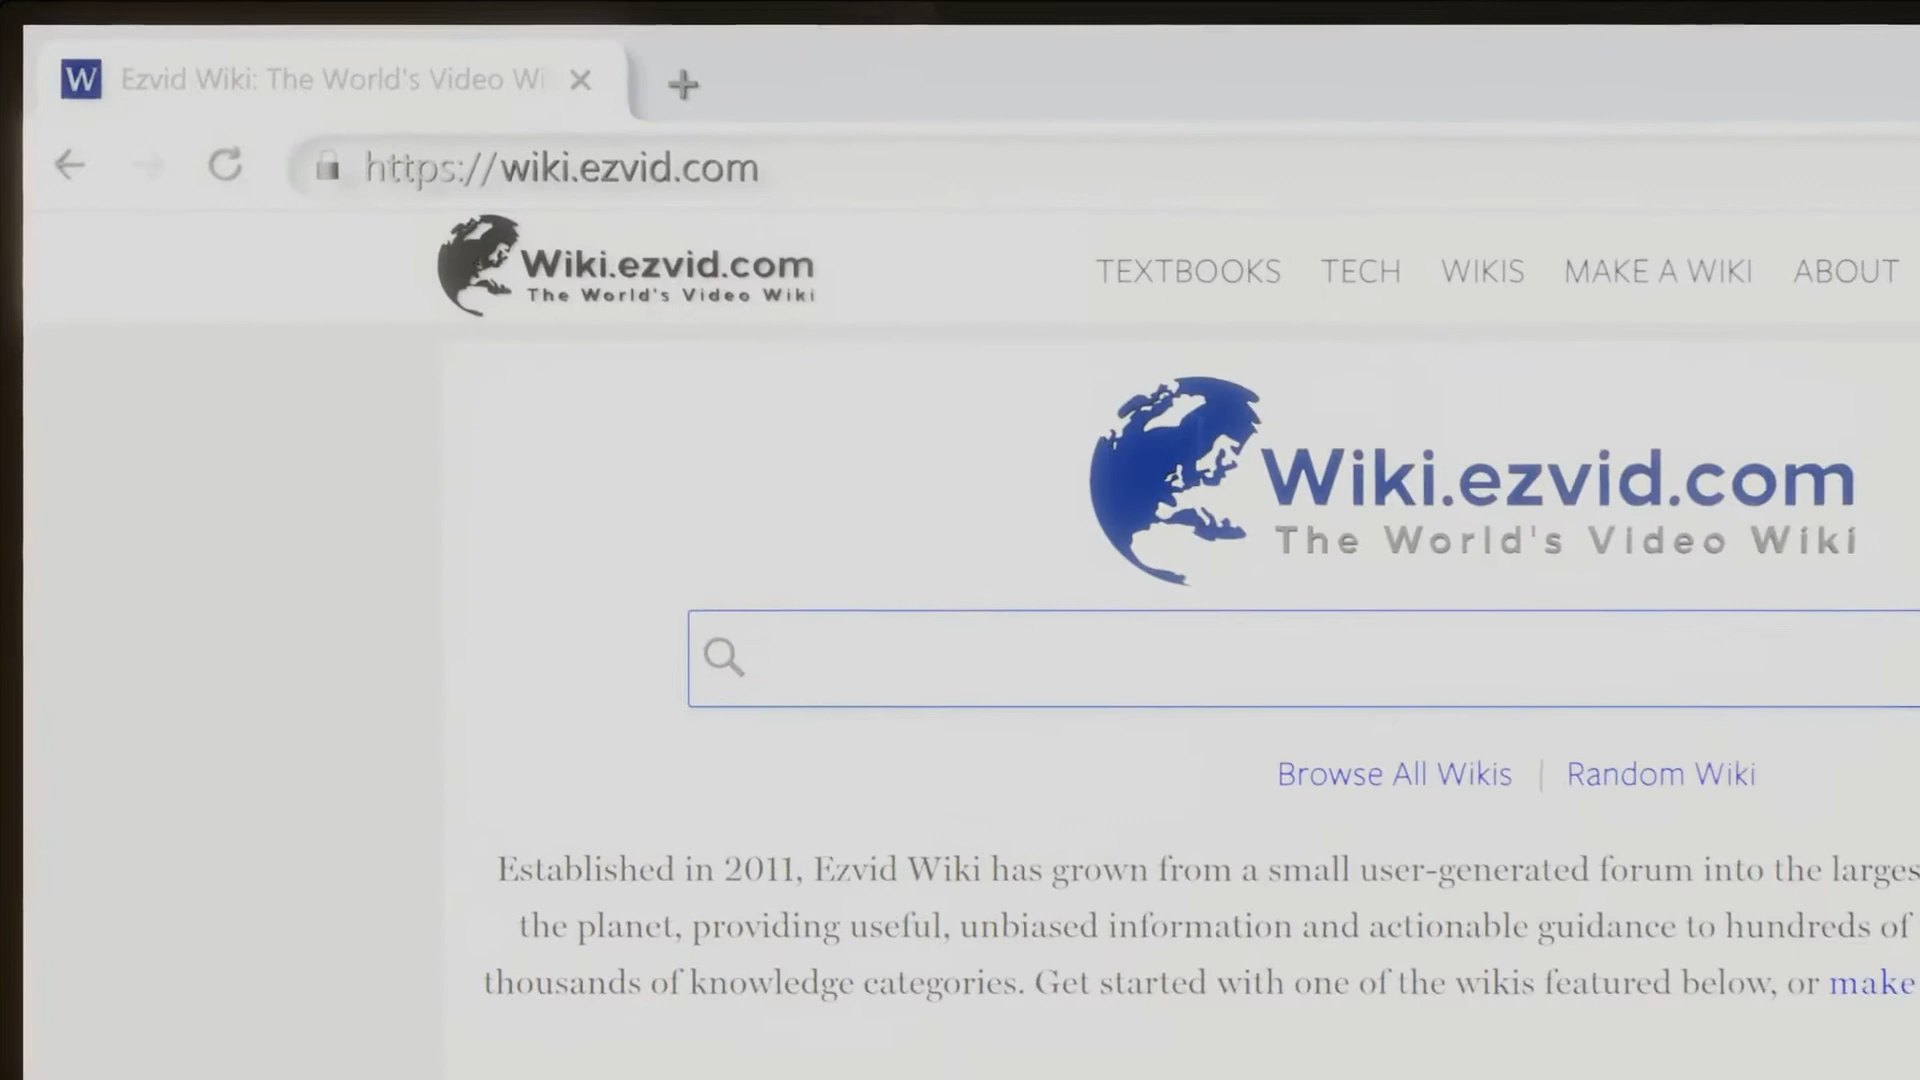 W Ezvid Wiki: The World's Video Wi
https://wiki.ezvid.com
Wiki.ezvid.com
The World's Video Wiki
TEXTBOOKS TECH WIKIS MAKE A WIKI ABOUT
Wiki.ezvid.com
The World's Video Wiki
Browse All Wikis | Random Wiki
Established in 2011, Ezvid Wiki has grown from a small user-generated forum into the larges
the planet, providing useful, unbiased information and actionable guidance to hundreds of
thousands of knowledge categories. Get started with one of the wikis featured below, or make